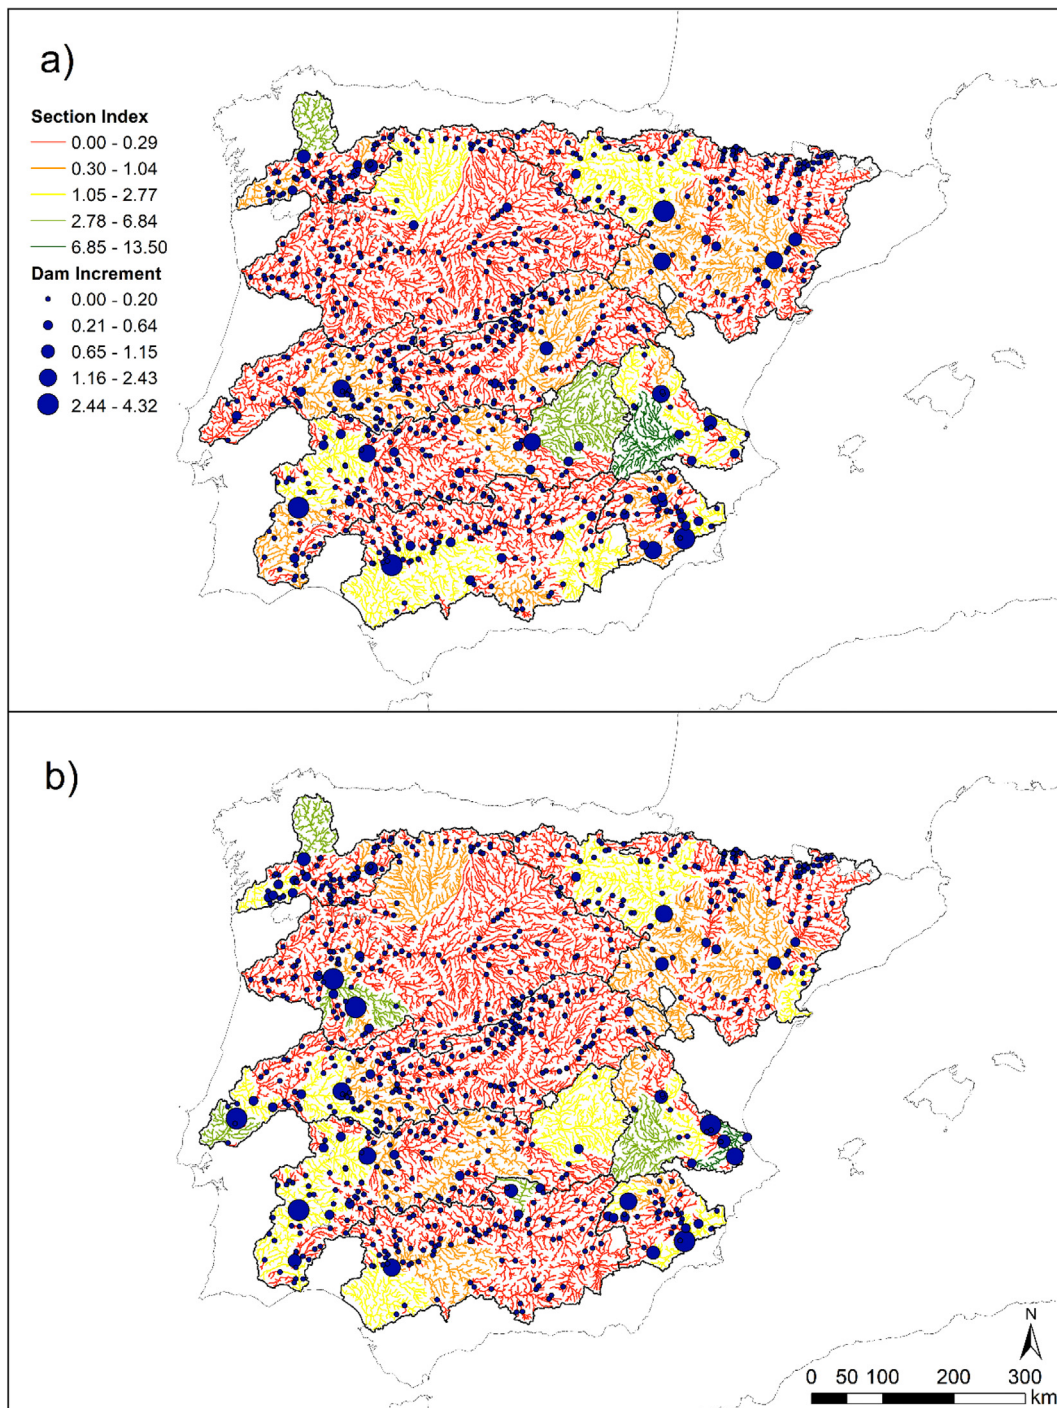 a)
Section Index
0.00 - 0.29
0.30 - 1.04
1.05 - 2.77
2.78 - 6.84
6.85 - 13.50
Dam Increment
0.00 - 0.20
0.21 - 0.64
0.65 - 1.15
1.16 - 2.43
2.44 - 4.32
b)
N
0 50 100 200 300
km